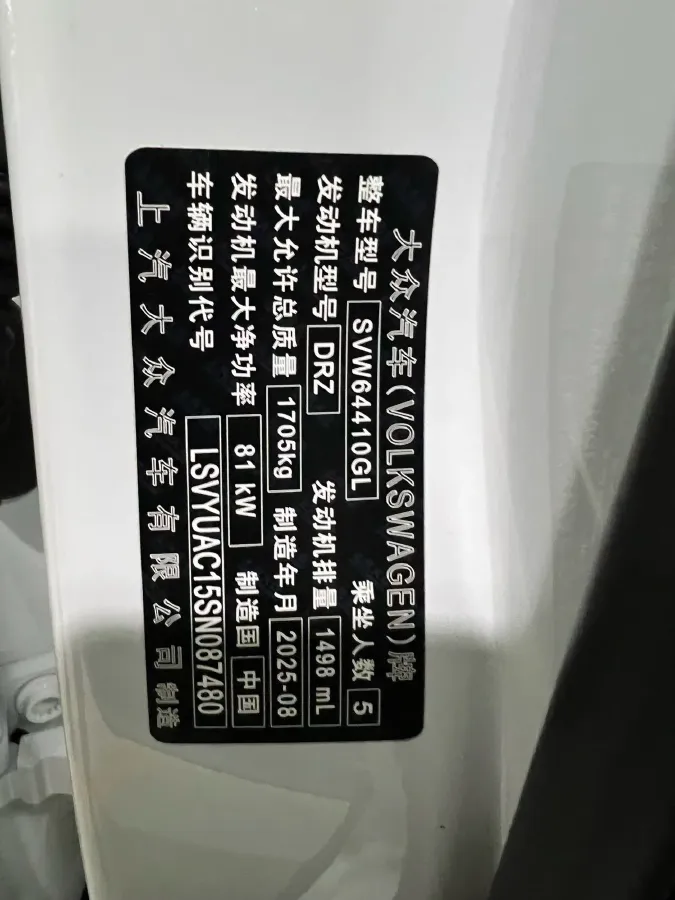 大众汽车(VOLKSWAGEN)牌
整车型号 SVW64410GL 乘坐人数 5
发动机型号 DRZ 发动机排量 1498 mL
最大允许总质量 1705kg 制造年月 2025-08
发动机最大净功率 81 kW 制造国 中国
车辆识别代号 LSVYUAC15SN087480
上汽大众汽车有限公司制造